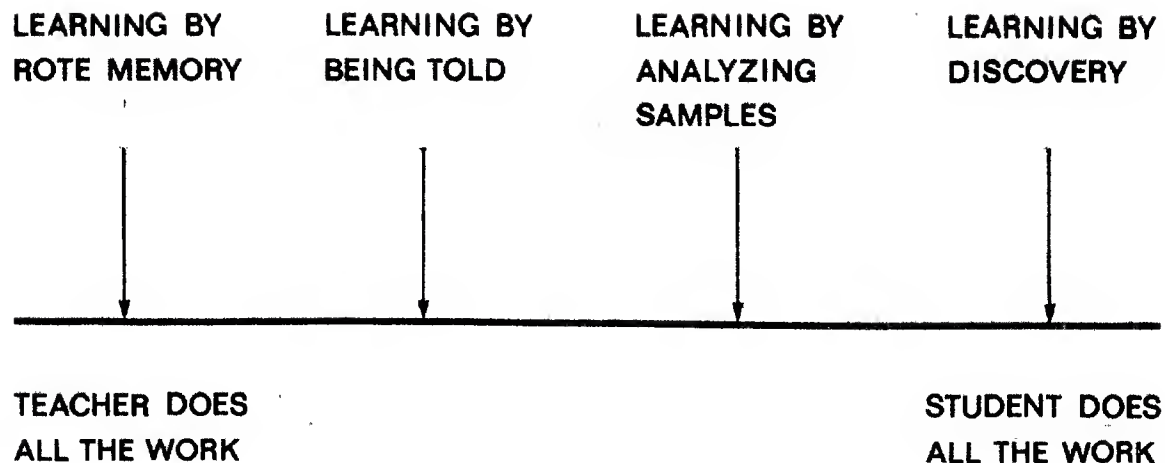 LEARNING BY
ROTE MEMORY
LEARNING BY
BEING TOLD
LEARNING BY
ANALYZING
SAMPLES
LEARNING BY
DISCOVERY
TEACHER DOES
ALL THE WORK
STUDENT DOES
ALL THE WORK